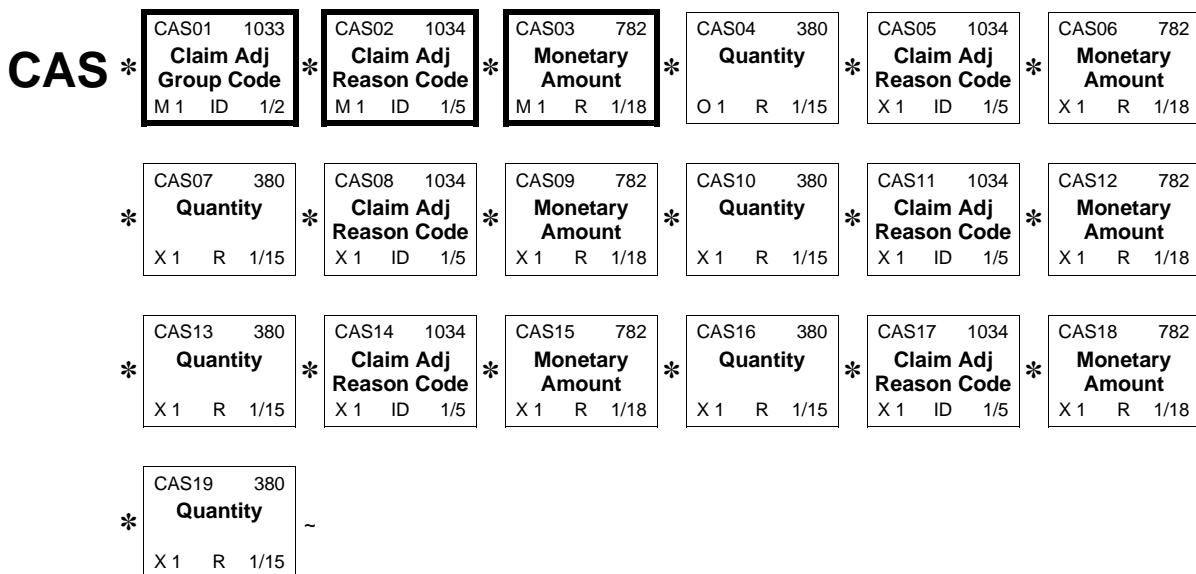 CAS * CAS01 1033 * CAS02 1034 * CAS03 782 * CAS04 380 * CAS05 1034 * CAS06 782
Claim Adj Claim Adj Monetary Quantity Claim Adj Monetary
Group Code Reason Code Amount Reason Code Amount
M 1 ID 1/2 M 1 ID 1/5 M 1 R 1/18 O 1 R 1/15 X 1 ID 1/5 X 1 R 1/18
* CAS07 380 * CAS08 1034 * CAS09 782 * CAS10 380 * CAS11 1034 * CAS12 782
Quantity Claim Adj Monetary Quantity Claim Adj Monetary
Reason Code Amount Reason Code Amount
X 1 R 1/15 X 1 ID 1/5 X 1 R 1/18 X 1 R 1/15 X 1 ID 1/5 X 1 R 1/18
* CAS13 380 * CAS14 1034 * CAS15 782 * CAS16 380 * CAS17 1034 * CAS18 782
Quantity Claim Adj Monetary Quantity Claim Adj Monetary
Reason Code Amount Reason Code Amount
X 1 R 1/15 X 1 ID 1/5 X 1 R 1/18 X 1 R 1/15 X 1 ID 1/5 X 1 R 1/18
* CAS19 380 ~
Quantity
X 1 R 1/15